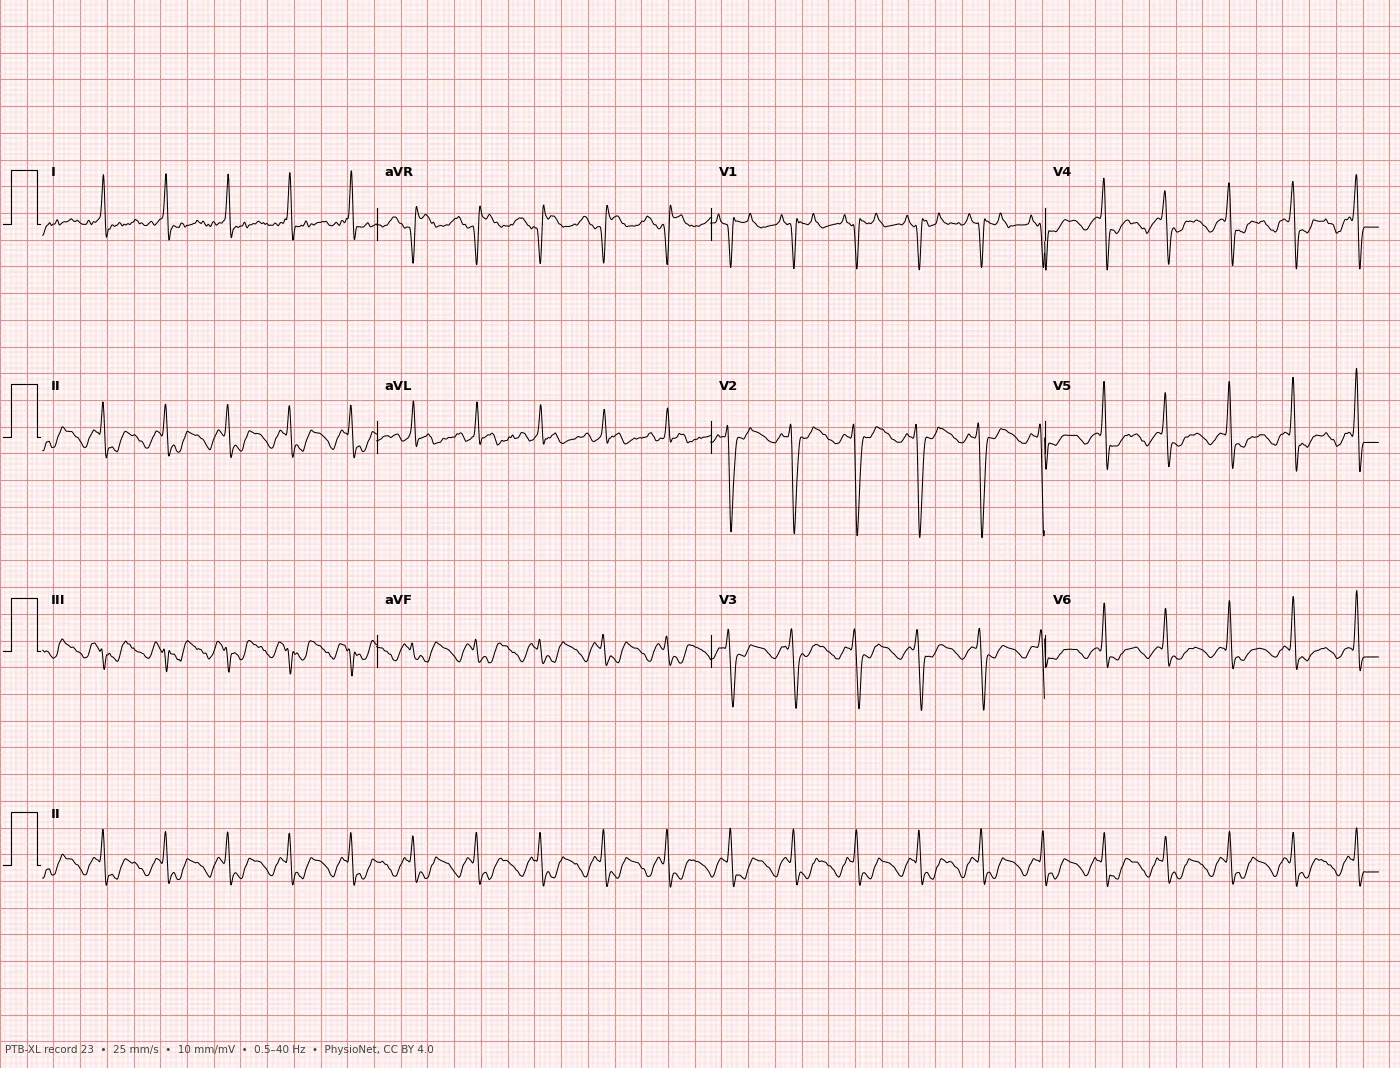 I aVR V1 V4
II aVL V2 V5
III aVF V3 V6
II
PTB-XL record 23 • 25 mm/s • 10 mm/mV • 0.5–40 Hz • PhysioNet, CC BY 4.0